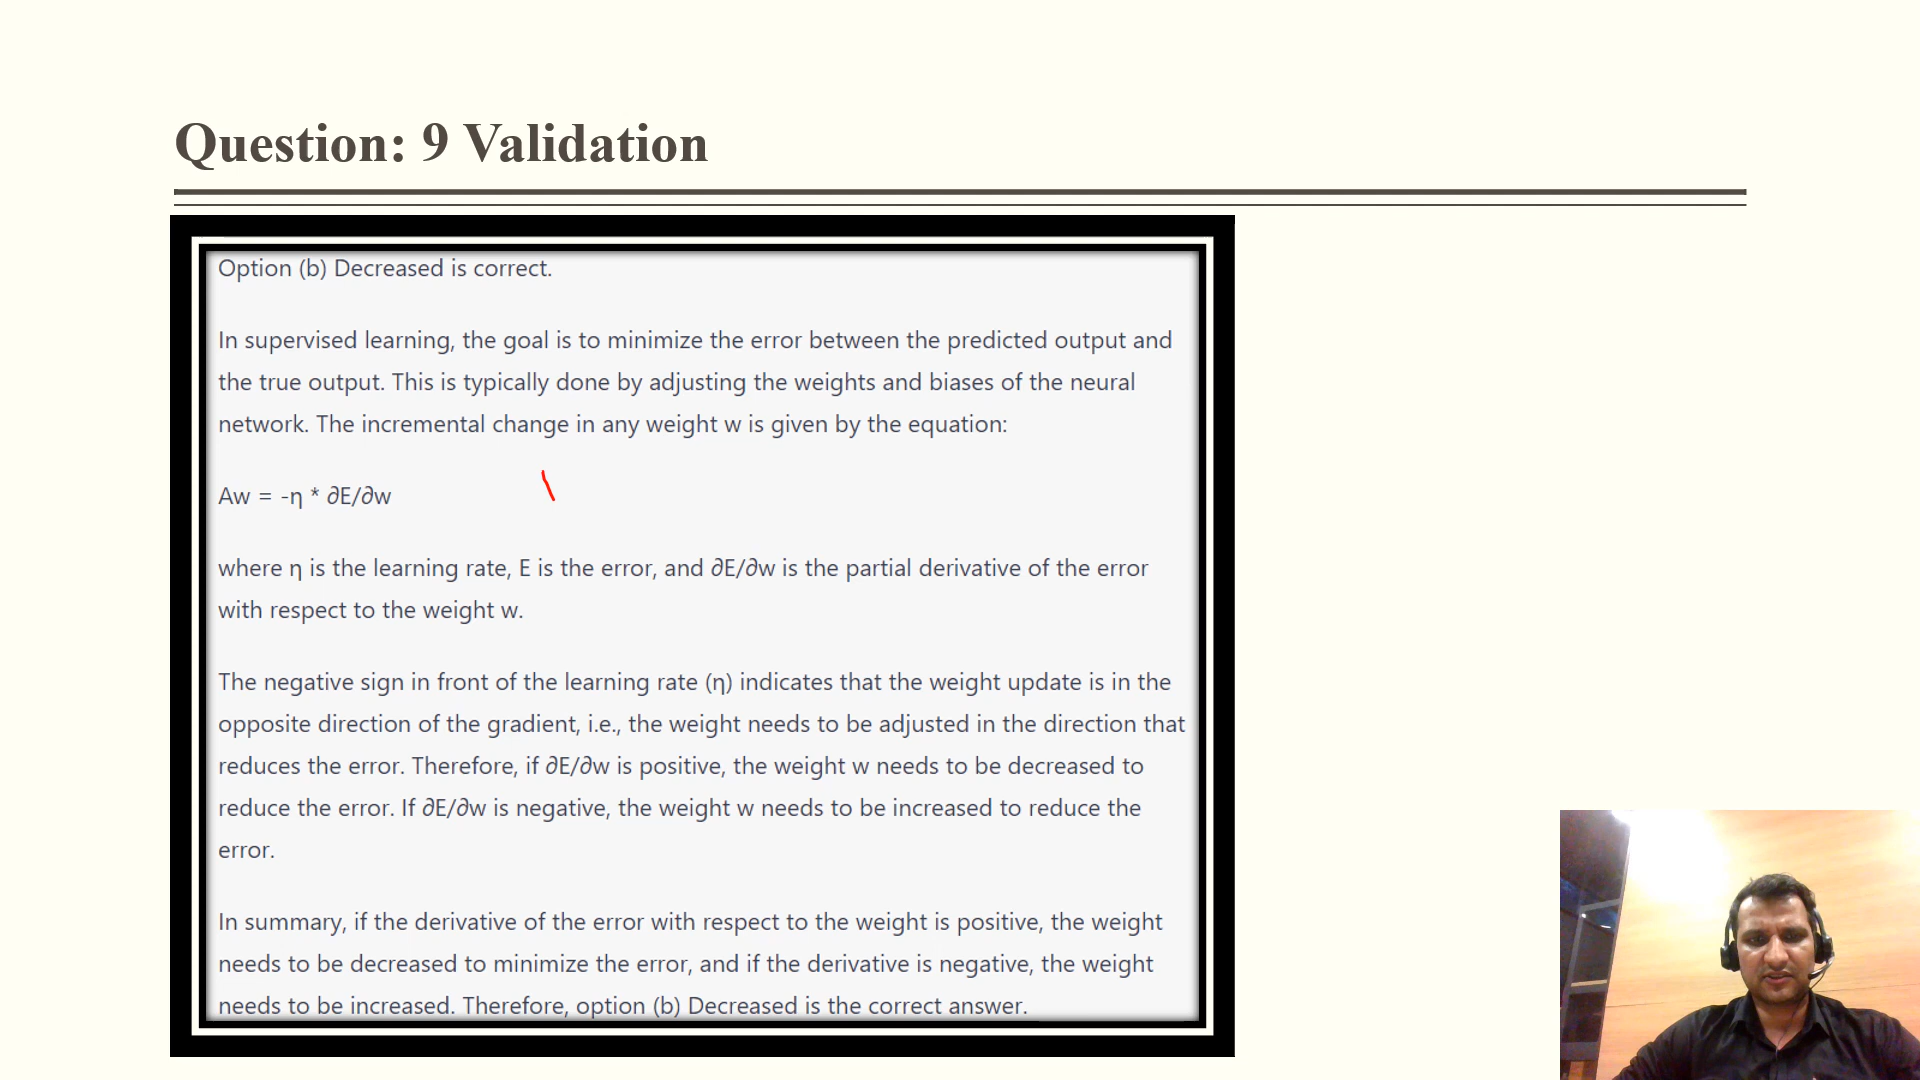 Question: 9 Validation
Option (b) Decreased is correct.
In supervised learning, the goal is to minimize the error between the predicted output and
the true output. This is typically done by adjusting the weights and biases of the neural
network. The incremental change in any weight w is given by the equation:
Aw = -η * ∂E/∂w
where η is the learning rate, E is the error, and ∂E/∂w is the partial derivative of the error
with respect to the weight w.
The negative sign in front of the learning rate (η) indicates that the weight update is in the
opposite direction of the gradient, i.e., the weight needs to be adjusted in the direction that
reduces the error. Therefore, if ∂E/∂w is positive, the weight w needs to be decreased to
reduce the error. If ∂E/∂w is negative, the weight w needs to be increased to reduce the
error.
In summary, if the derivative of the error with respect to the weight is positive, the weight
needs to be decreased to minimize the error, and if the derivative is negative, the weight
needs to be increased. Therefore, option (b) Decreased is the correct answer.